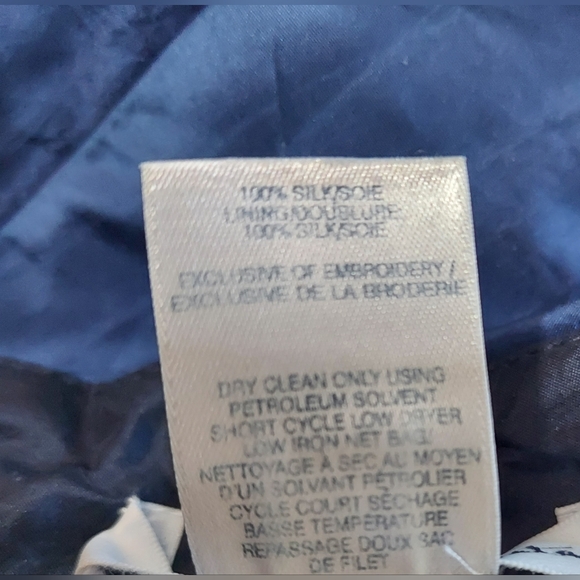 100% SILK/SOIE
LINING/DOUBLURE:
100% SILK/SOIE
EXCLUSIVE OF EMBROIDERY /
EXCLUSIVE DE LA BRODERIE
DRY CLEAN ONLY USING
PETROLEUM SOLVENT
SHORT CYCLE LOW DRYER
LOW IRON NET BAG/
NETTOYAGE À SEC AU MOYEN
D'UN SOLVANT PETROLIER
CYCLE COURT SÉCHAGE
BASSE TEMPÉRATURE
REPASSAGE DOUX SAC
DE FILET